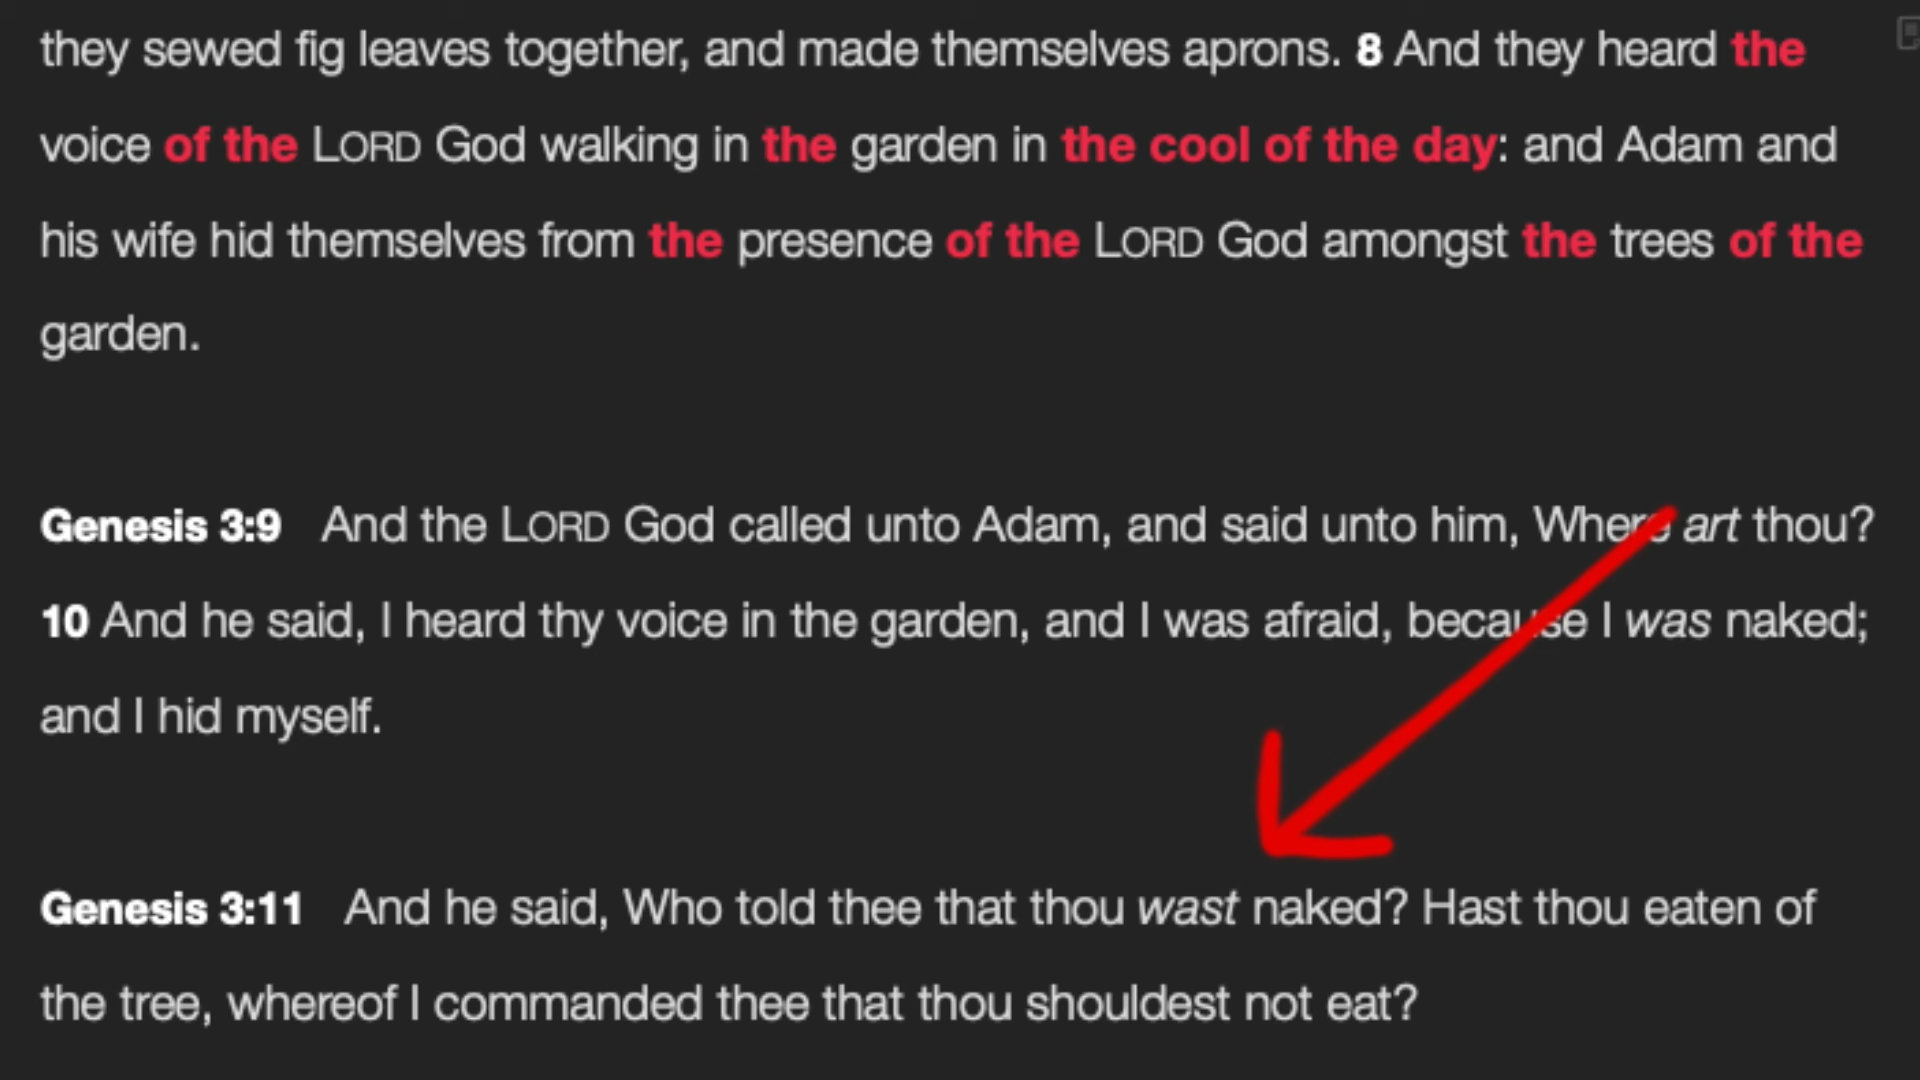 they sewed fig leaves together, and made themselves aprons. 8 And they heard the
voice of the LORD God walking in the garden in the cool of the day: and Adam and
his wife hid themselves from the presence of the LORD God amongst the trees of the
garden.
Genesis 3:9 And the LORD God called unto Adam, and said unto him, Where art thou?
10 And he said, I heard thy voice in the garden, and I was afraid, because I was naked;
and I hid myself.
Genesis 3:11 And he said, Who told thee that thou wast naked? Hast thou eaten of
the tree, whereof I commanded thee that thou shouldest not eat?